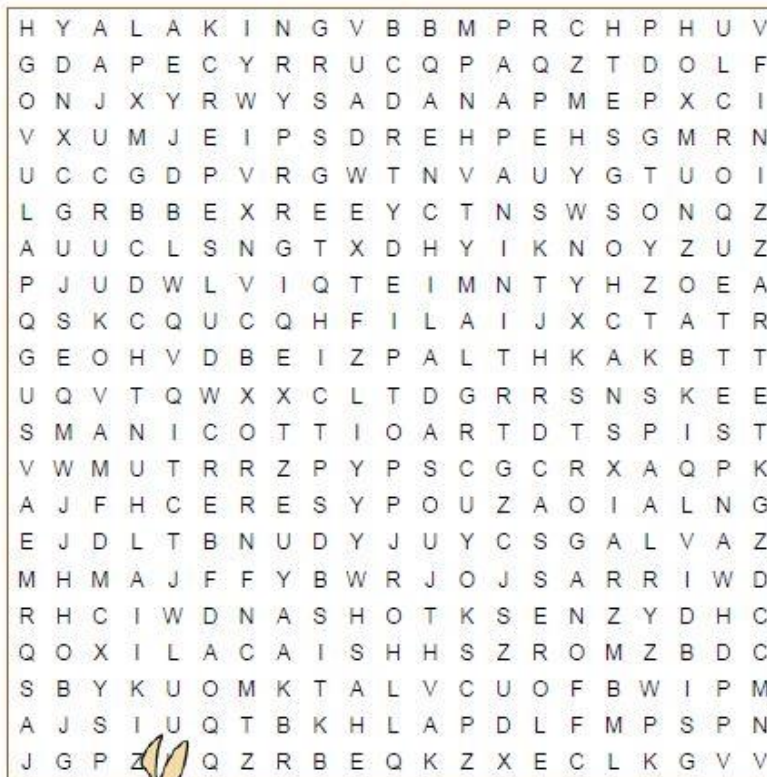 H Y A L A K I N G V B B M P R C H P H U V
G D A P E C Y R R U C Q P A Q Z T D O L F
O N J X Y R W Y S A D A N A P M E P X C I
V X U M J E I P S D R E H P E H S G M R N
U C C G D P V R G W T N V A U Y G T U O I
L G R B B E X R E E Y C T N S W S O N Q Z
A U U C L S N G T X D H Y I K N O Y Z U Z
P J U D W L V I Q T E I M N T Y H Z O E A
Q S K C Q U C Q H F I L A I J X C T A T R
G E O H V D B E I Z P A L T H K A K B T T
U Q V T Q W X X C L T D G R R S N S K E E
S M A N I C O T T I O A R T D T S P I S T
V W M U T R R Z P Y P S C G C R X A Q P K
A J F H C E R E S Y P O U Z A O I A L N G
E J D L T B N U D Y J U Y C S G A L V A Z
M H M A J F F Y B W R J O J S A R R I W D
R H C I W D N A S H O T K S E N Z Y D H C
Q O X I L A C A I S H H S Z R O M Z B D C
S B Y K U O M K T A L V C U O F B W I P M
A J S I U Q T B K H L A P D L F M P S P N
J G P Z Q Z R B E Q K Z X E C L K G V V